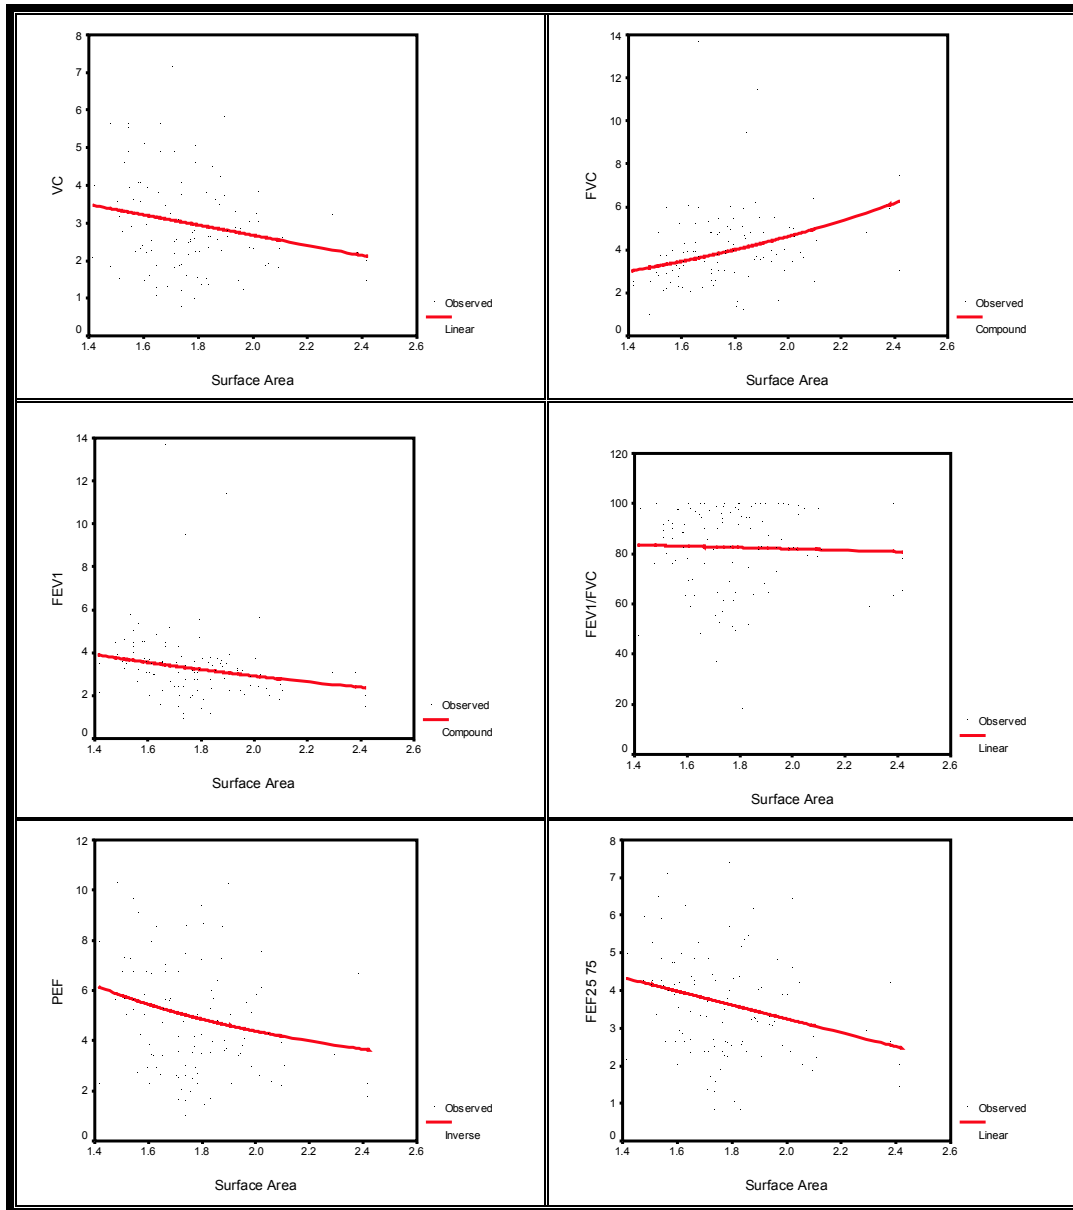 8
7
6
5
4
3
2
1
0
VC
1.4 1.6 1.8 2.0 2.2 2.4 2.6
Surface Area
Observed
Linear
14
12
10
8
6
4
2
0
FVC
1.4 1.6 1.8 2.0 2.2 2.4 2.6
Surface Area
Observed
Compound
14
12
10
8
6
4
2
0
FEV1
1.4 1.6 1.8 2.0 2.2 2.4 2.6
Surface Area
Observed
Compound
120
100
80
60
40
20
0
FEV1/FVC
1.4 1.6 1.8 2.0 2.2 2.4 2.6
Surface Area
Observed
Linear
12
10
8
6
4
2
0
PEF
1.4 1.6 1.8 2.0 2.2 2.4 2.6
Surface Area
Observed
Inverse
8
7
6
5
4
3
2
1
0
FEF25 75
1.4 1.6 1.8 2.0 2.2 2.4 2.6
Surface Area
Observed
Linear